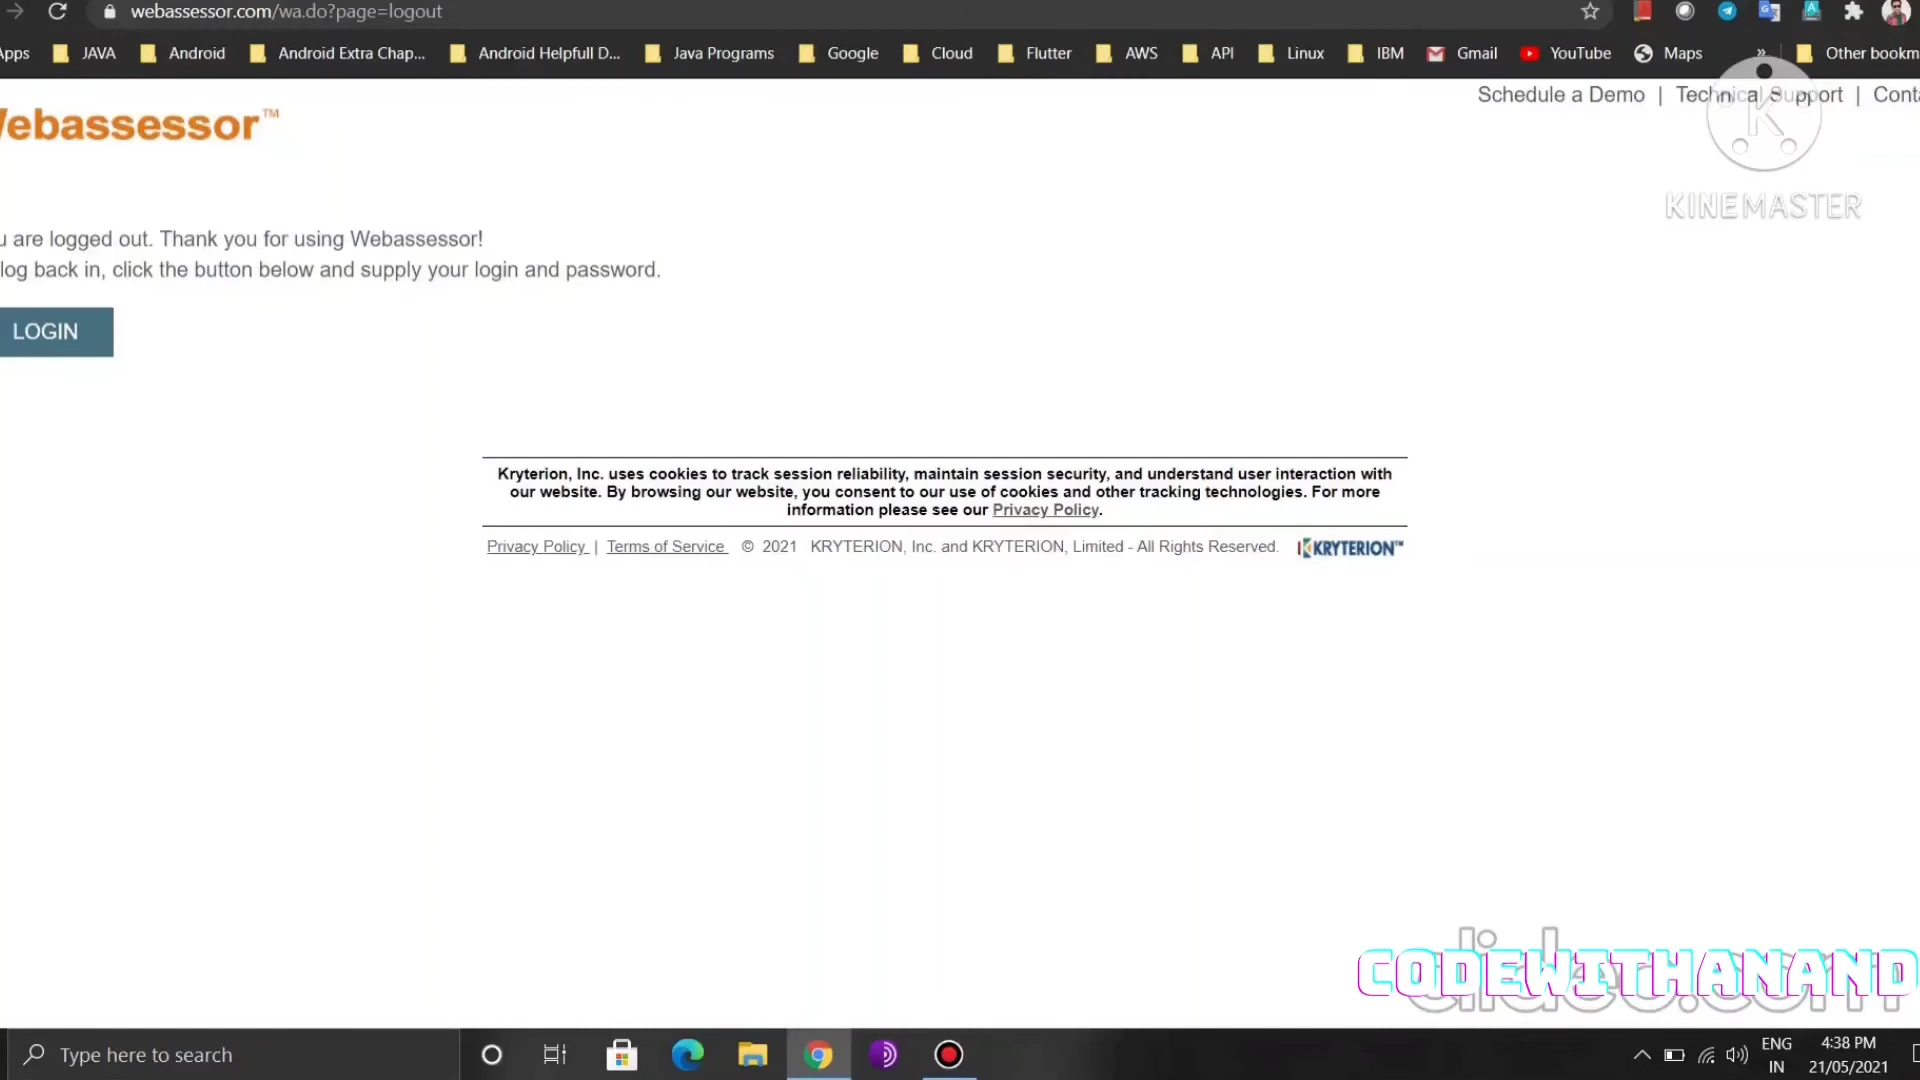 webassessor.com/wa.do?page=logout
Apps JAVA Android Android Extra Chap... Android Helpfull D... Java Programs Google Cloud Flutter AWS API Linux IBM Gmail YouTube Maps » Other bookm
Schedule a Demo | Technical Support | Conta
Webassessor™
K
KINEMASTER
u are logged out. Thank you for using Webassessor!
log back in, click the button below and supply your login and password.
LOGIN
Kryterion, Inc. uses cookies to track session reliability, maintain session security, and understand user interaction with
our website. By browsing our website, you consent to our use of cookies and other tracking technologies. For more
information please see our Privacy Policy.
Privacy Policy | Terms of Service © 2021 KRYTERION, Inc. and KRYTERION, Limited - All Rights Reserved. KRYTERION™
CODEWITHANAND
clideo.com
Type here to search
ENG
IN
4:38 PM
21/05/2021